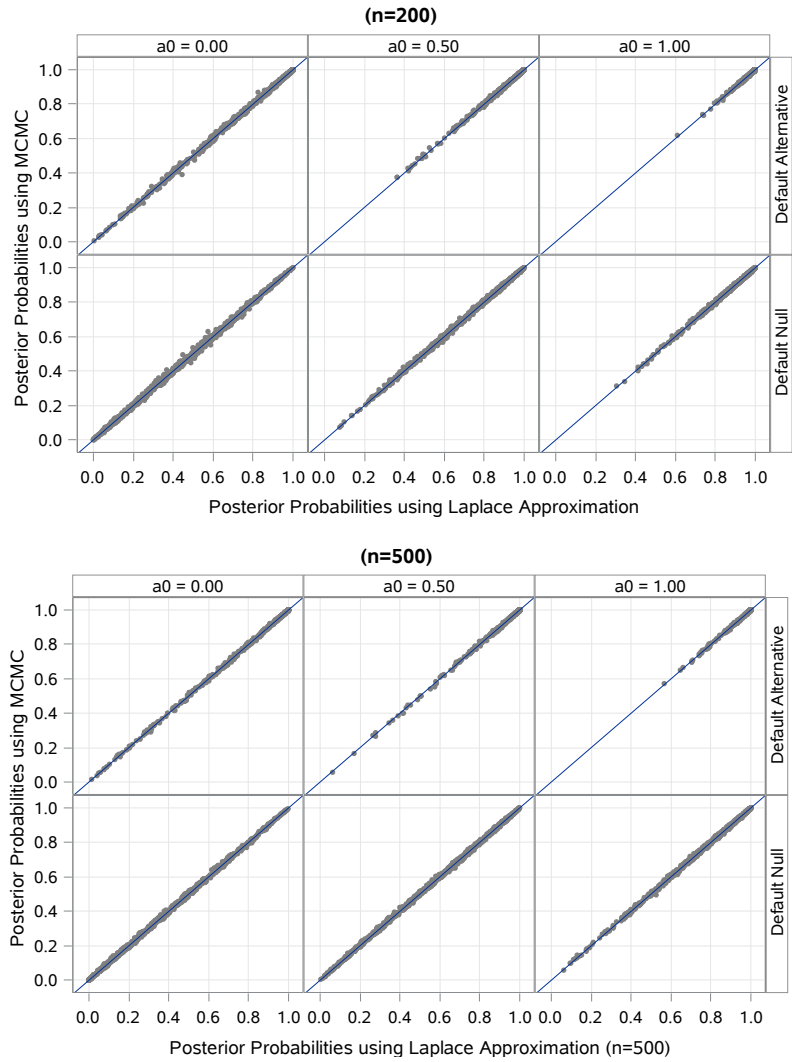 (n=200)
a0 = 0.00 a0 = 0.50 a0 = 1.00
Posterior Probabilities using MCMC
1.0
0.8
0.6
0.4
0.2
0.0
Default Alternative
1.0
0.8
0.6
0.4
0.2
0.0
Default Null
0.0 0.2 0.4 0.6 0.8 1.0 0.0 0.2 0.4 0.6 0.8 1.0 0.0 0.2 0.4 0.6 0.8 1.0
Posterior Probabilities using Laplace Approximation
(n=500)
a0 = 0.00 a0 = 0.50 a0 = 1.00
Posterior Probabilities using MCMC
1.0
0.8
0.6
0.4
0.2
0.0
Default Alternative
1.0
0.8
0.6
0.4
0.2
0.0
Default Null
0.0 0.2 0.4 0.6 0.8 1.0 0.0 0.2 0.4 0.6 0.8 1.0 0.0 0.2 0.4 0.6 0.8 1.0
Posterior Probabilities using Laplace Approximation (n=500)